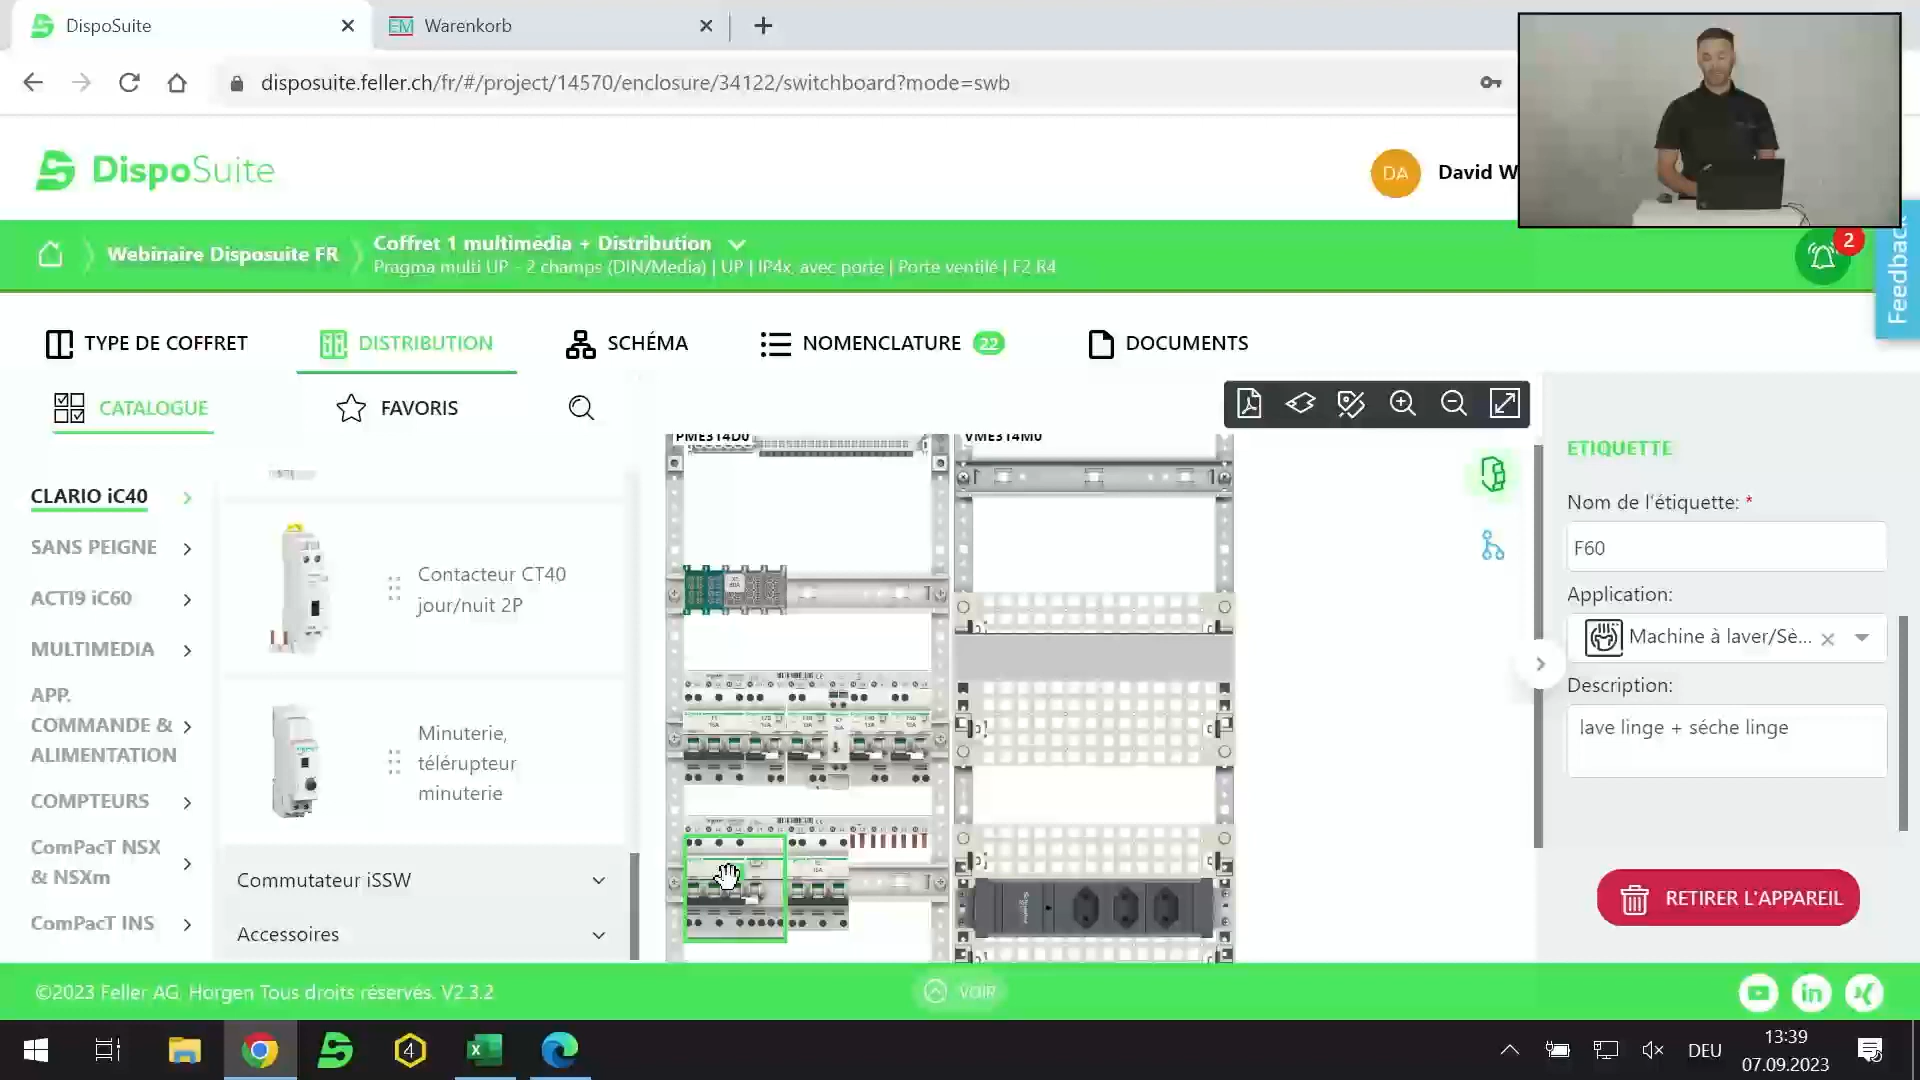 DispoSuite
EM Warenkorb
disposuite.feller.ch/fr/#/project/14570/enclosure/34122/switchboard?mode=swb
DispoSuite
DA David W
Feedback
Webinaire Disposuite FR
Coffret 1 multimédia + Distribution
Pragma multi UP - 2 champs (DIN/Media) | UP | IP4x, avec porte | Porte ventilé | F2 R4
2
TYPE DE COFFRET
DISTRIBUTION
SCHÉMA
NOMENCLATURE 22
DOCUMENTS
CATALOGUE
FAVORIS
CLARIO iC40
SANS PEIGNE
ACTI9 iC60
MULTIMEDIA
APP.
COMMANDE &
ALIMENTATION
COMPTEURS
ComPacT NSX
& NSXm
ComPacT INS
Contacteur CT40
jour/nuit 2P
Minuterie,
télérupteur
minuterie
Commutateur iSSW
Accessoires
PME314D0
VME314M0
ETIQUETTE
Nom de l'étiquette: *
F60
Application:
Machine à laver/Sè...
Description:
lave linge + séche linge
RETIRER L'APPAREIL
©2023 Feller AG, Horgen Tous droits réservés. V2.3.2
VOIR
4
DEU
13:39
07.09.2023